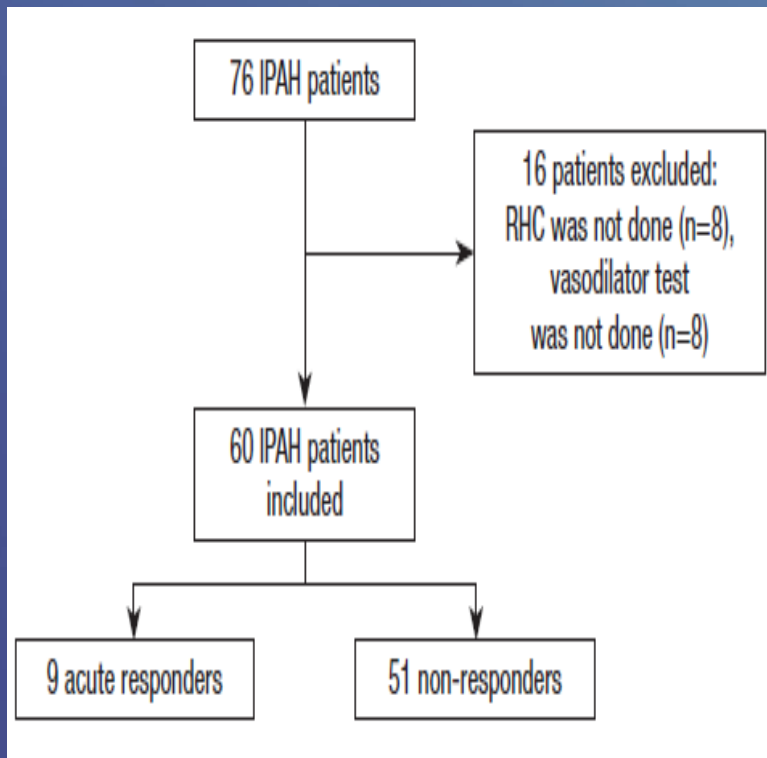 76 IPAH patients
16 patients excluded:
RHC was not done (n=8),
vasodilator test
was not done (n=8)
60 IPAH patients
included
9 acute responders
51 non-responders